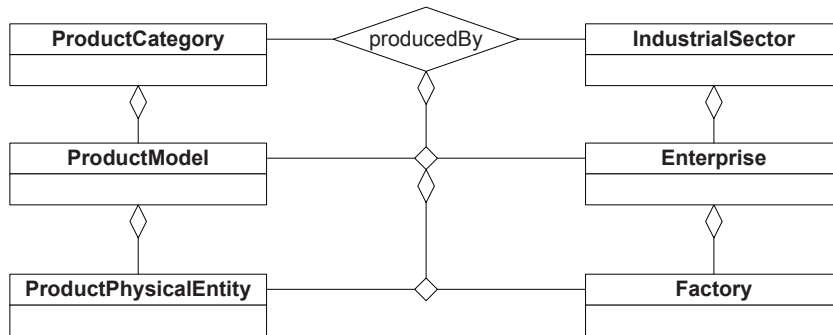 ProductCategory
producedBy
IndustrialSector
ProductModel
Enterprise
ProductPhysicalEntity
Factory